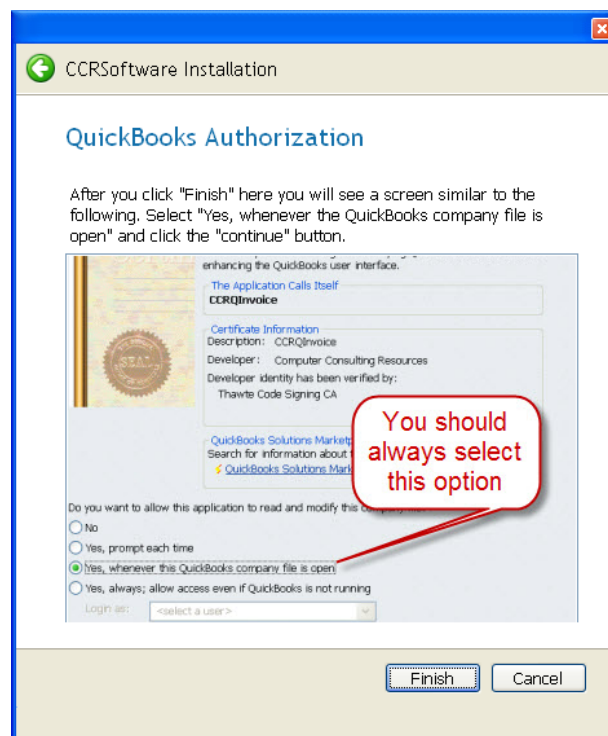 CCRSoftware Installation
QuickBooks Authorization
After you click "Finish" here you will see a screen similar to the
following. Select "Yes, whenever the QuickBooks company file is
open" and click the "continue" button.
enhancing the QuickBooks user interface.
The Application Calls Itself
CCRQInvoice
Certificate Information
Description: CCRQInvoice
Developer: Computer Consulting Resources
Developer identity has been verified by:
Thawte Code Signing CA
QuickBooks Solutions Marketp
Search for information about
QuickBooks Solutions Mark
You should
always select
this option
Do you want to allow this application to read and modify this
No
Yes, prompt each time
Yes, whenever this QuickBooks company file is open
Yes, always; allow access even if QuickBooks is not running
Login as: <select a user>
Finish Cancel